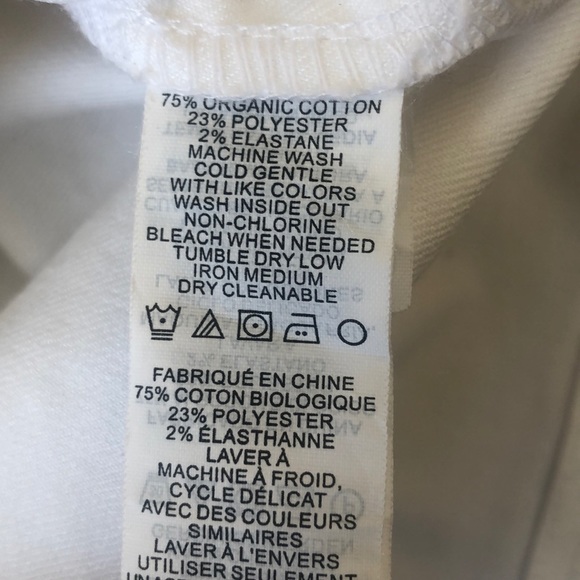 75% ORGANIC COTTON
23% POLYESTER
2% ELASTANE
MACHINE WASH
COLD GENTLE
WITH LIKE COLORS
WASH INSIDE OUT
NON-CHLORINE
BLEACH WHEN NEEDED
TUMBLE DRY LOW
IRON MEDIUM
DRY CLEANABLE
FABRIQUÉ EN CHINE
75% COTON BIOLOGIQUE
23% POLYESTER
2% ÉLASTHANNE
LAVER À
MACHINE À FROID,
CYCLE DÉLICAT
AVEC DES COULEURS
SIMILAIRES
LAVER À L'ENVERS
UTILISER SEULEMENT